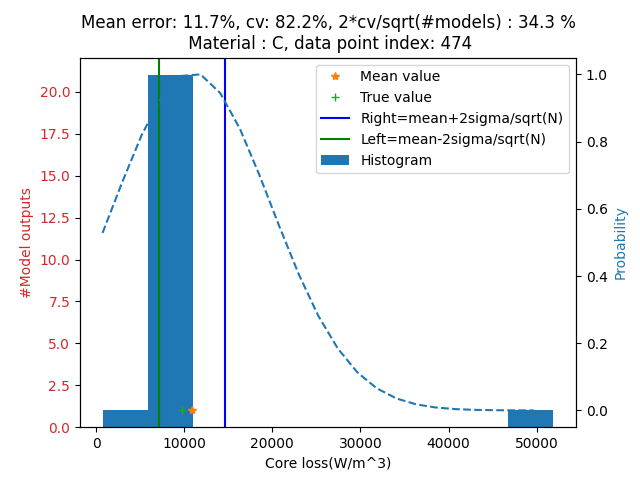 Mean error: 11.7%, cv: 82.2%, 2*cv/sqrt(#models) : 34.3 %
Material : C, data point index: 474
Mean value
True value
Right=mean+2sigma/sqrt(N)
Left=mean-2sigma/sqrt(N)
Histogram
#Model outputs
20.0
17.5
15.0
12.5
10.0
7.5
5.0
2.5
0.0
1.0
0.8
0.6
0.4
0.2
0.0
Probability
0
10000
20000
30000
40000
50000
Core loss(W/m^3)